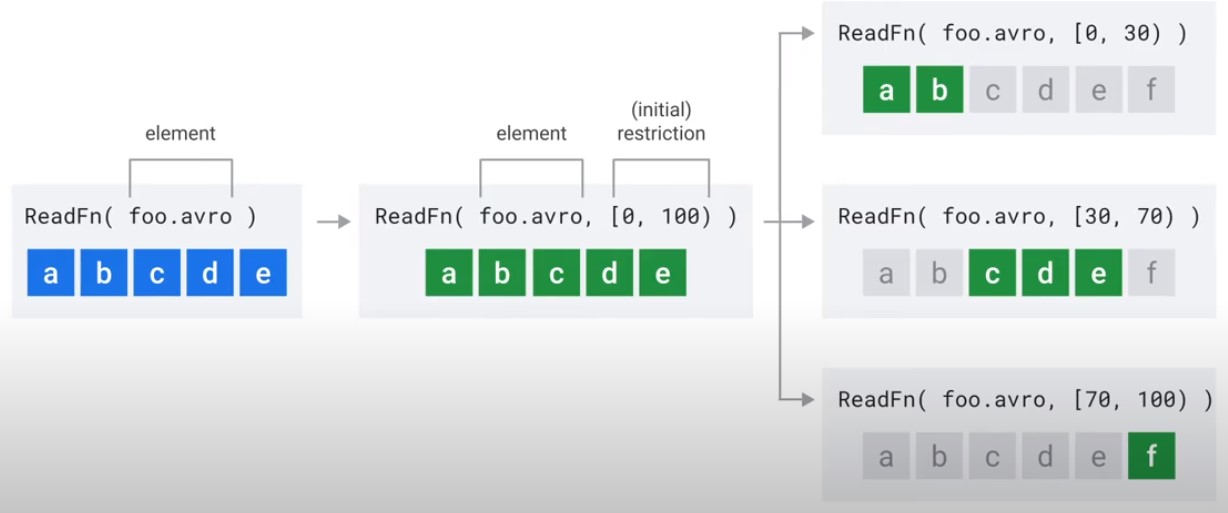 element
ReadFn( foo.avro )
a b c d e
element
(initial)
restriction
ReadFn( foo.avro, [0, 100) )
a b c d e
ReadFn( foo.avro, [0, 30) )
a b c d e f
ReadFn( foo.avro, [30, 70) )
a b c d e f
ReadFn( foo.avro, [70, 100) )
a b c d e f